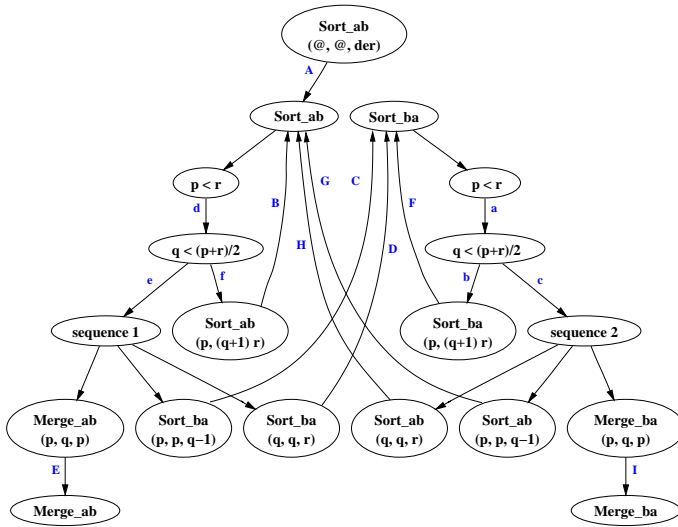 Sort_ab
(@, @, der)
A
Sort_ab
Sort_ba
p < r
G
C
p < r
d
B
F
a
q < (p+r)/2
H
D
q < (p+r)/2
e
f
b
c
sequence 1
Sort_ab
(p, (q+1) r)
Sort_ba
(p, (q+1) r)
sequence 2
Merge_ab
(p, q, p)
Sort_ba
(p, p, q−1)
Sort_ba
(q, q, r)
Sort_ab
(q, q, r)
Sort_ab
(p, p, q−1)
Merge_ba
(p, q, p)
E
I
Merge_ab
Merge_ba